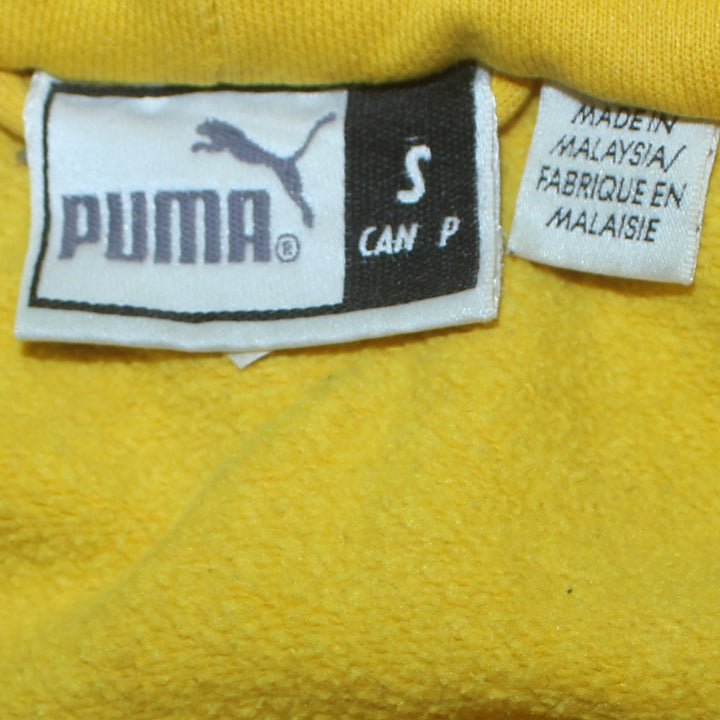 PUMA®
S
CAN P
MADE IN
MALAYSIA/
FABRIQUE EN
MALAISIE